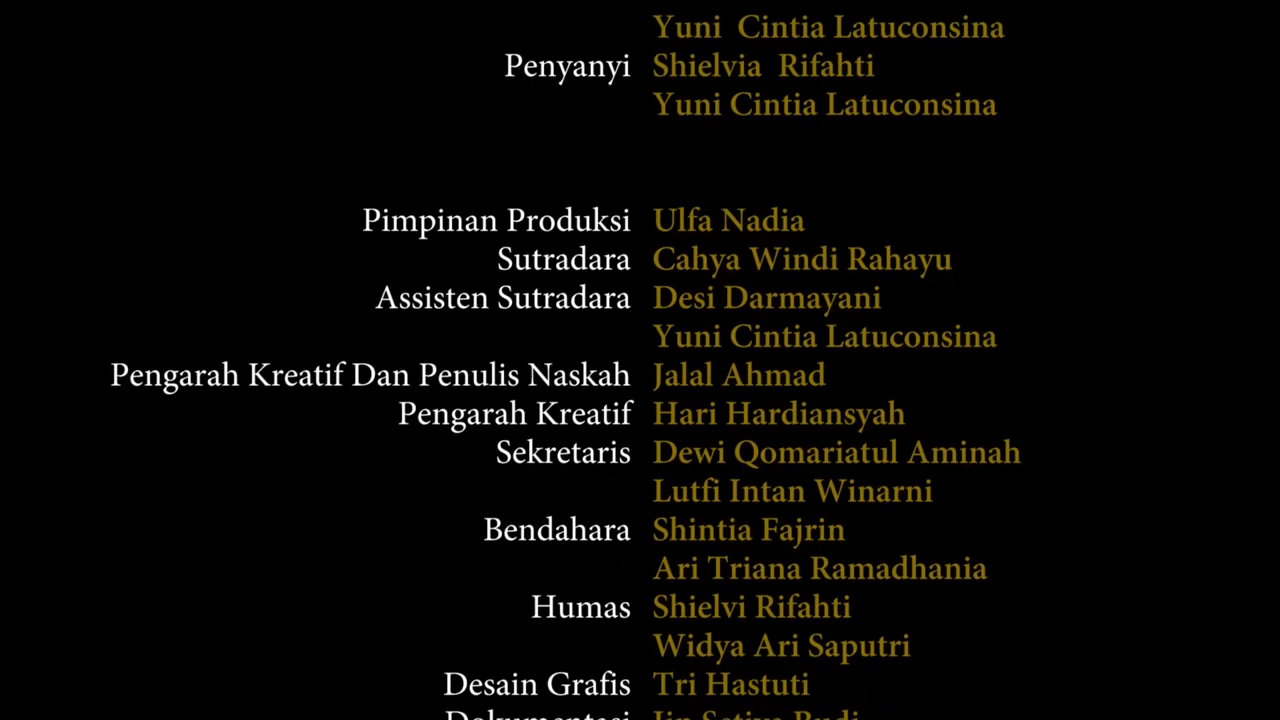 Yuni Cintia Latuconsina
Penyanyi Shielvia Rifahti
Yuni Cintia Latuconsina
Pimpinan Produksi Ulfa Nadia
Sutradara Cahya Windi Rahayu
Assisten Sutradara Desi Darmayani
Yuni Cintia Latuconsina
Pengarah Kreatif Dan Penulis Naskah Jalal Ahmad
Pengarah Kreatif Hari Hardiansyah
Sekretaris Dewi Qomariatul Aminah
Lutfi Intan Winarni
Bendahara Shintia Fajrin
Ari Triana Ramadhania
Humas Shielvi Rifahti
Widya Ari Saputri
Desain Grafis Tri Hastuti
Dokumentasi